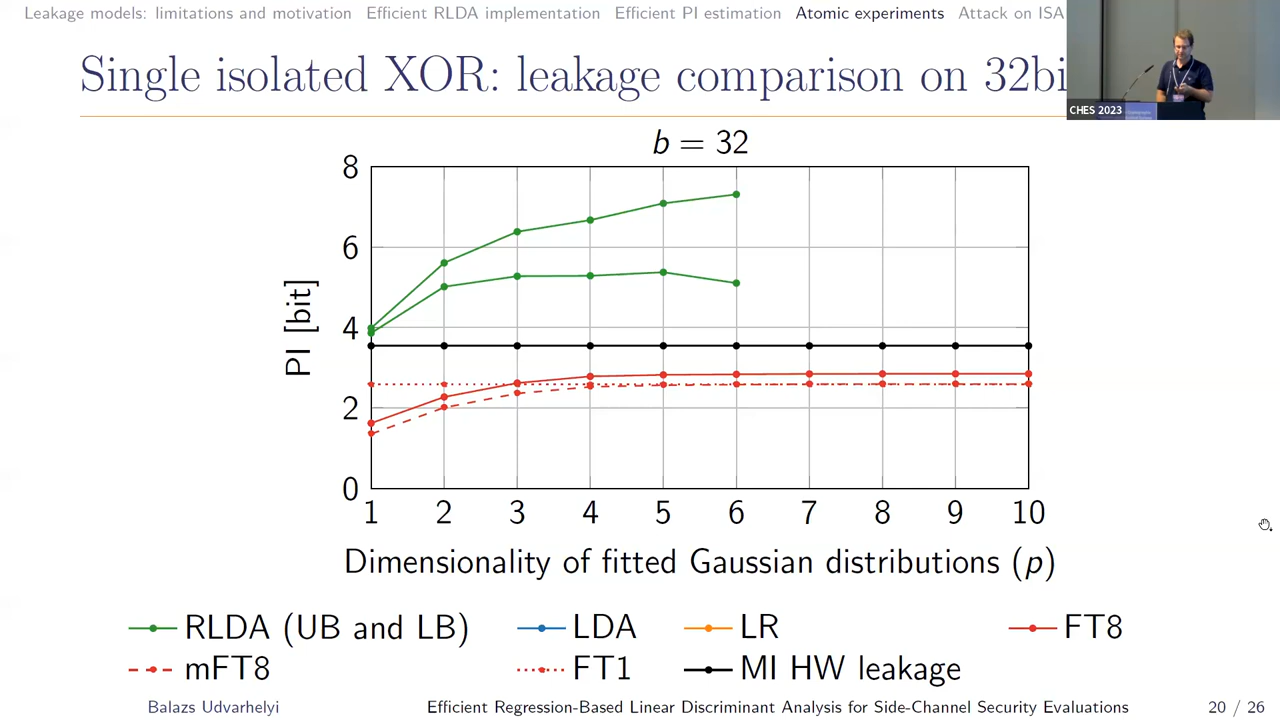 Leakage models: limitations and motivation Efficient RLDA implementation Efficient PI estimation Atomic experiments Attack on ISA
Single isolated XOR: leakage comparison on 32bi
CHES 2023
b = 32
8
6
4
2
0
PI [bit]
1 2 3 4 5 6 7 8 9 10
Dimensionality of fitted Gaussian distributions (p)
RLDA (UB and LB) LDA LR FT8
mFT8 FT1 MI HW leakage
Balazs Udvarhelyi Efficient Regression-Based Linear Discriminant Analysis for Side-Channel Security Evaluations 20 / 26